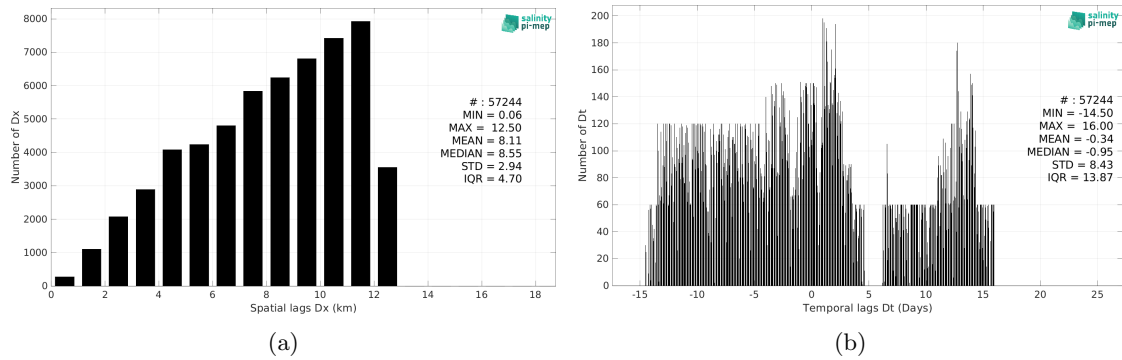 8000
7000
6000
5000
4000
3000
2000
1000
0
Number of Dx
0 2 4 6 8 10 12 14 16 18
Spatial lags Dx (km)
salinity
pi-mep
# : 57244
MIN = 0.06
MAX = 12.50
MEAN = 8.11
MEDIAN = 8.55
STD = 2.94
IQR = 4.70
(a)
200
180
160
140
120
100
80
60
40
20
0
Number of Dt
-15 -10 -5 0 5 10 15 20 25
Temporal lags Dt (Days)
salinity
pi-mep
# : 57244
MIN = -14.50
MAX = 16.00
MEAN = -0.34
MEDIAN = -0.95
STD = 8.43
IQR = 13.87
(b)